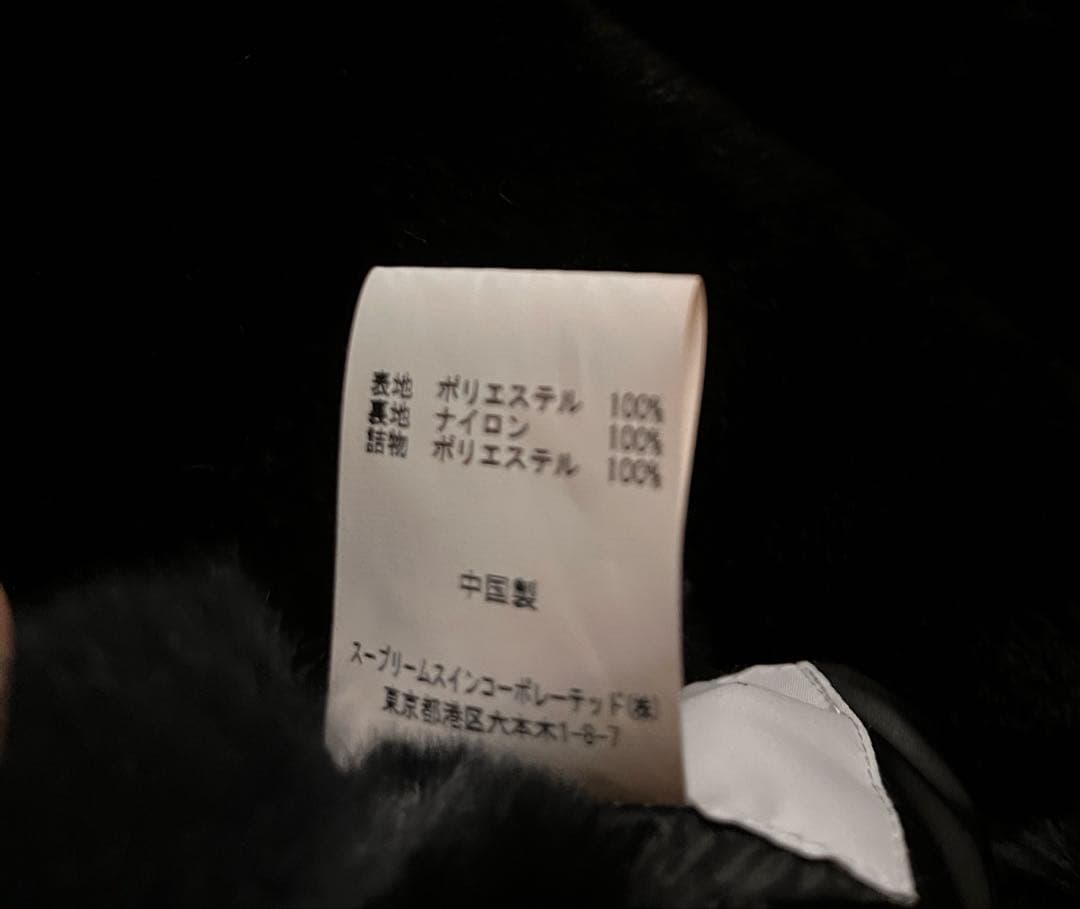 表地 ポリエステル 100%
裏地 ナイロン 100%
詰物 ポリエステル 100%
中国製
スープリームスインコーポレーテッド(株)
東京都港区六本木1-8-7